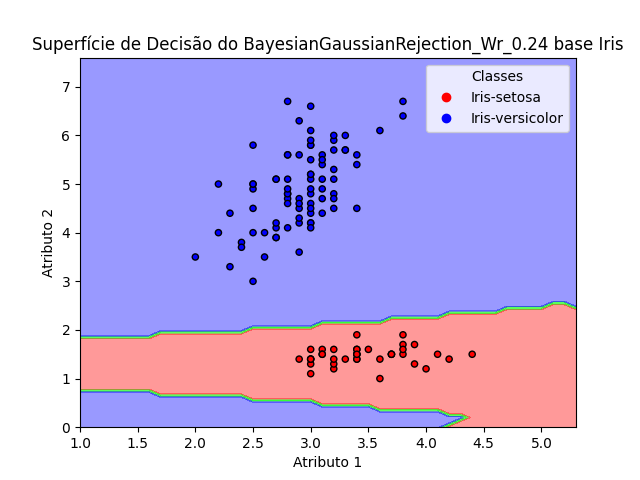 Superfície de Decisão do BayesianGaussianRejection_Wr_0.24 base Iris
Classes
Iris-setosa
Iris-versicolor
7
6
5
4
3
2
1
0
Atributo 2
1.0 1.5 2.0 2.5 3.0 3.5 4.0 4.5 5.0
Atributo 1